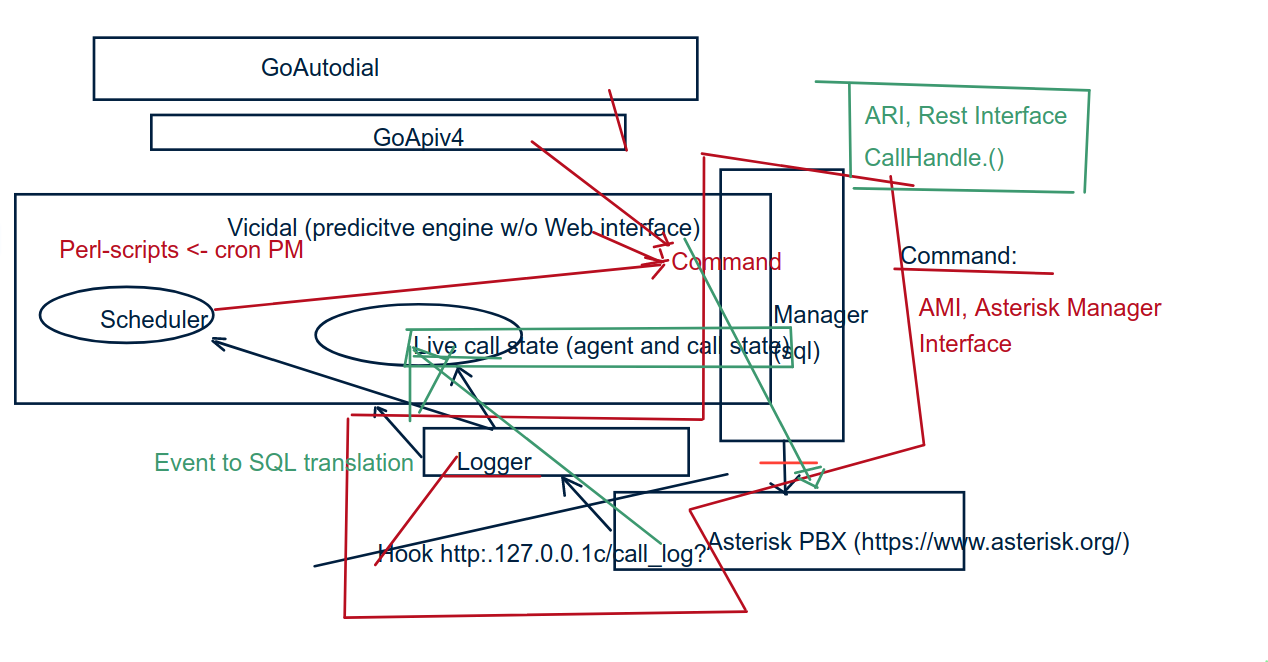 GoAutodial
GoApiv4
ARI, Rest Interface
CallHandle.()
Vicidal (predicitve engine w/o Web interface)
Perl-scripts <- cron PM
Command
Command:
AMI, Asterisk Manager
Interface
Scheduler
Live call state (agent and call state)
Manager
(sql)
Event to SQL translation
Logger
Hook http:.127.0.0.1c/call_log?
Asterisk PBX (https://www.asterisk.org/)